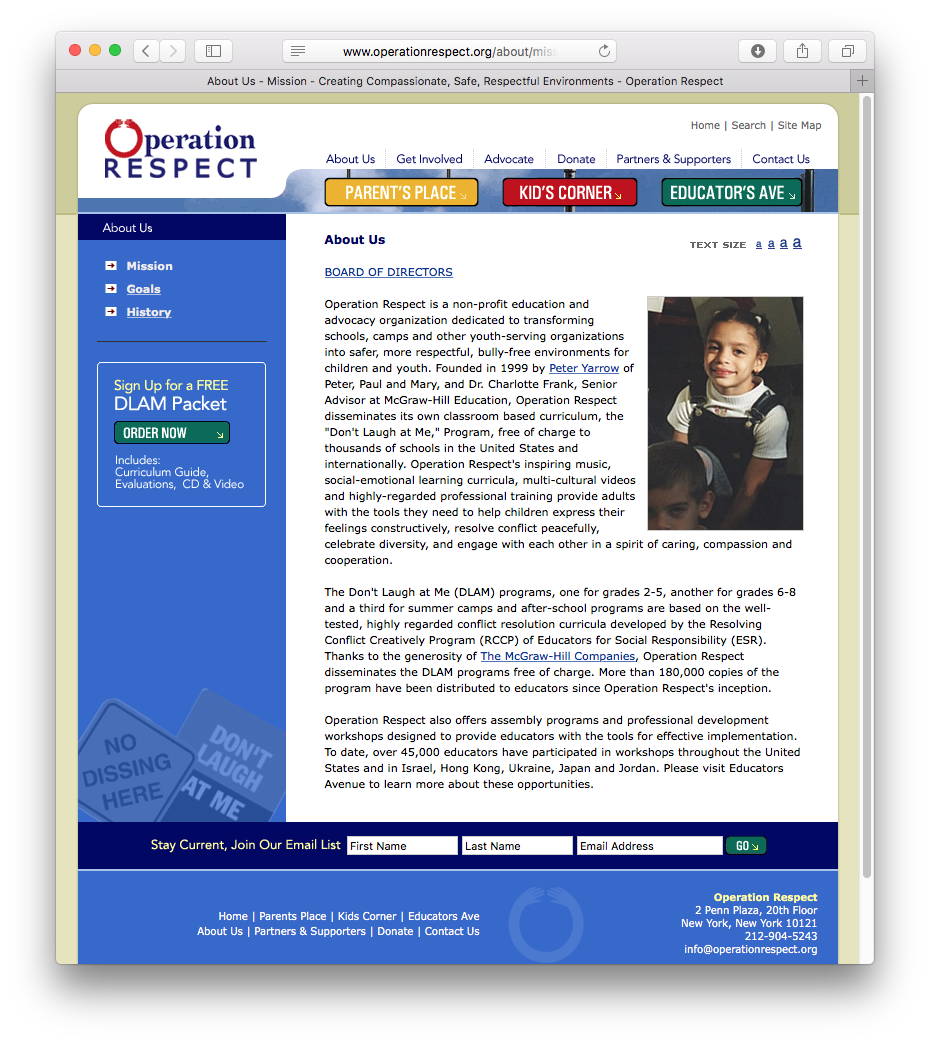 www.operationrespect.org/about/miss
About Us - Mission - Creating Compassionate, Safe, Respectful Environments - Operation Respect
Operation
RESPECT
Home | Search | Site Map
About Us
Get Involved
Advocate
Donate
Partners & Supporters
Contact Us
PARENT'S PLACE
KID'S CORNER
EDUCATOR'S AVE
About Us
Mission
Goals
History
Sign Up for a FREE
DLAM Packet
ORDER NOW
Includes:
Curriculum Guide,
Evaluations, CD & Video
NO
DISSING
HERE
DON'T
LAUGH
AT ME
About Us
TEXT SIZE a a a a
BOARD OF DIRECTORS
Operation Respect is a non-profit education and
advocacy organization dedicated to transforming
schools, camps and other youth-serving organizations
into safer, more respectful, bully-free environments for
children and youth. Founded in 1999 by Peter Yarrow of
Peter, Paul and Mary, and Dr. Charlotte Frank, Senior
Advisor at McGraw-Hill Education, Operation Respect
disseminates its own classroom based curriculum, the
"Don't Laugh at Me," Program, free of charge to
thousands of schools in the United States and
internationally. Operation Respect's inspiring music,
social-emotional learning curricula, multi-cultural videos
and highly-regarded professional training provide adults
with the tools they need to help children express their
feelings constructively, resolve conflict peacefully,
celebrate diversity, and engage with each other in a spirit of caring, compassion and
cooperation.
The Don't Laugh at Me (DLAM) programs, one for grades 2-5, another for grades 6-8
and a third for summer camps and after-school programs are based on the well-
tested, highly regarded conflict resolution curricula developed by the Resolving
Conflict Creatively Program (RCCP) of Educators for Social Responsibility (ESR).
Thanks to the generosity of The McGraw-Hill Companies, Operation Respect
disseminates the DLAM programs free of charge. More than 180,000 copies of the
program have been distributed to educators since Operation Respect's inception.
Operation Respect also offers assembly programs and professional development
workshops designed to provide educators with the tools for effective implementation.
To date, over 45,000 educators have participated in workshops throughout the United
States and in Israel, Hong Kong, Ukraine, Japan and Jordan. Please visit Educators
Avenue to learn more about these opportunities.
Stay Current, Join Our Email List First Name Last Name Email Address GO
Home | Parents Place | Kids Corner | Educators Ave
About Us | Partners & Supporters | Donate | Contact Us
Operation Respect
2 Penn Plaza, 20th Floor
New York, New York 10121
212-904-5243
info@operationrespect.org